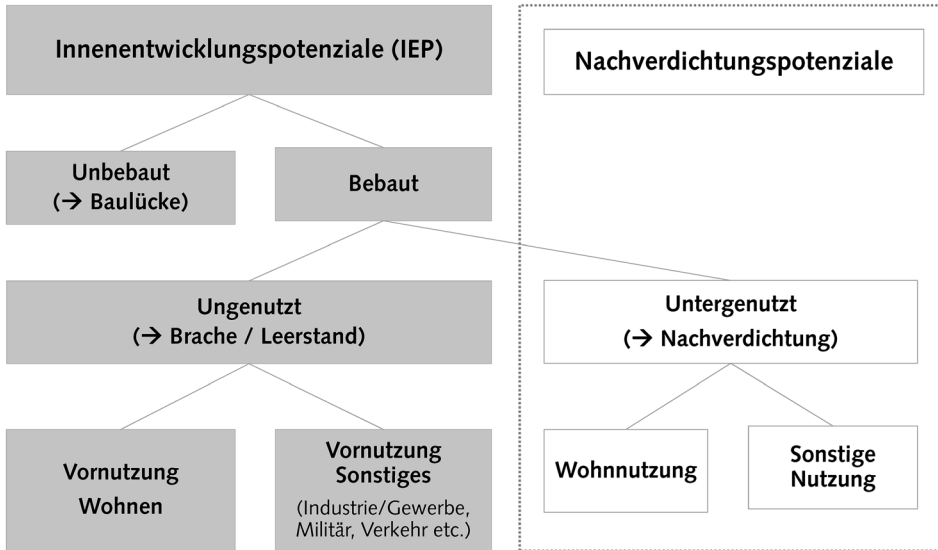 Innenentwicklungspotenziale (IEP)
Nachverdichtungspotenziale
Unbebaut
(→ Baulücke)
Bebaut
Ungenutzt
(→ Brache / Leerstand)
Untergenutzt
(→ Nachverdichtung)
Vornutzung
Wohnen
Vornutzung
Sonstiges
(Industrie/Gewerbe,
Militär, Verkehr etc.)
Wohnnutzung
Sonstige
Nutzung